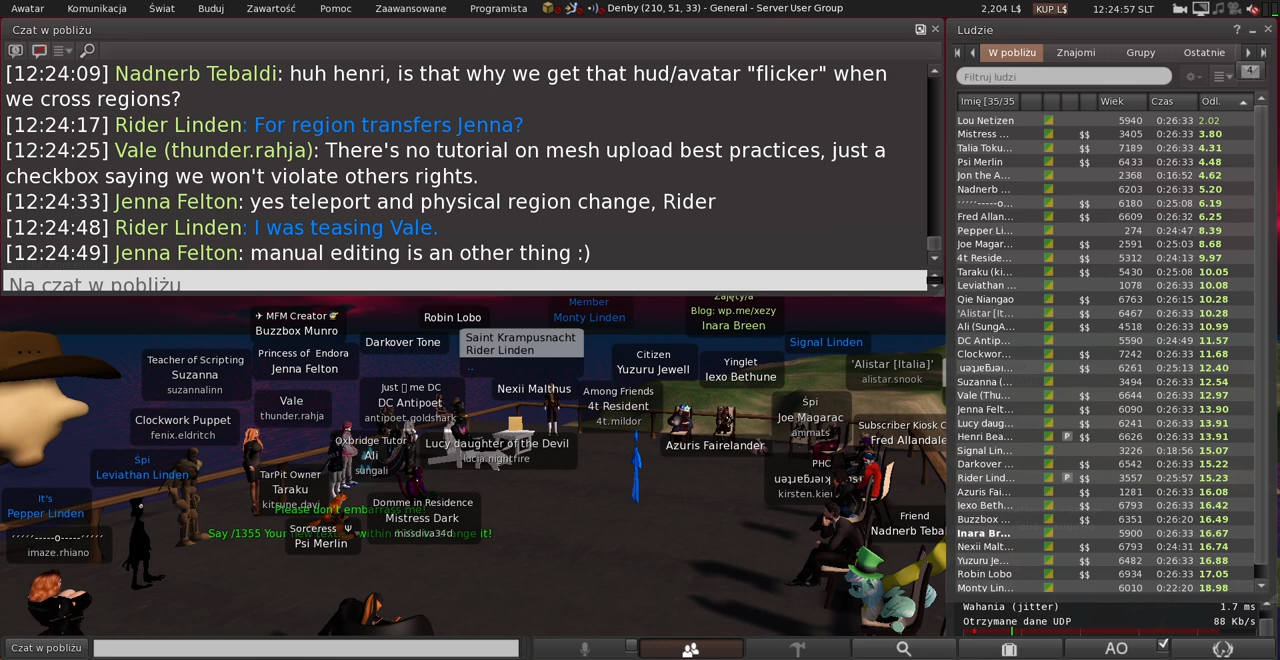 Awatar Komunikacja Świat Buduj Zawartość Pomoc Zaawansowane Programista Denby (210, 51, 33) - General - Server User Group 2,204 L$ KUP L$ 12:24:57 SLT
Czat w pobliżu
[12:24:09] Nadnerb Tebaldi: huh henri, is that why we get that hud/avatar "flicker" when
we cross regions?
[12:24:17] Rider Linden: For region transfers Jenna?
[12:24:25] Vale (thunder.rahja): There's no tutorial on mesh upload best practices, just a
checkbox saying we won't violate others rights.
[12:24:33] Jenna Felton: yes teleport and physical region change, Rider
[12:24:48] Rider Linden: I was teasing Vale.
[12:24:49] Jenna Felton: manual editing is an other thing :)
Na czat w pobliżu
Member
Monty Linden
Zajęty/a
Blog: wp.me/xezy
Inara Breen
✈ MFM Creator
Buzzbox Munro
Robin Lobo
Darkover Tone
Saint Krampusnacht
Rider Linden
Signal Linden
Teacher of Scripting
Suzanna
suzannalinn
Princess of Endora
Jenna Felton
Citizen
Yuzuru Jewell
Yinglet
Iexo Bethune
'Alistar [Italia]'
alistar.snook
Vale
thunder.rahja
Just me DC
DC Antipoet
antipoet.goldshark
Nexii Malthus
Among Friends
4t Resident
4t.mildor
Śpi
Joe Magarac
ammats
Clockwork Puppet
fenix.eldritch
Oxbridge Tutor
Ali
sungali
Lucy daughter of the Devil
lucia.nightfire
Azuris Fairelander
Subscriber Kiosk C
Fred Allandale
Śpi
Leviathan Linden
TarPit Owner
Taraku
kitsune.davi
PHC
kirsten.kiei
It's
Pepper Linden
Please don't embarrass me!
Domme in Residence
Mistress Dark
missdiva34d
Say /1355 Your new text within
Sorceress Ψ
Psi Merlin
Friend
Nadnerb Tebal
imaze.rhiano
Czat w pobliżu
Ludzie
W pobliżu Znajomi Grupy Ostatnie
Filtruj ludzi 4
Imię [35/35 Wiek Czas Odl.
Lou Netizen 5940 0:26:33 2.02
Mistress ... $$ 3405 0:26:33 3.80
Talia Toku... $$ 7189 0:26:33 4.31
Psi Merlin $$ 6433 0:26:33 4.48
Jon the A... 2368 0:16:52 4.62
Nadnerb ... 6203 0:26:33 5.20
$$ 6180 0:25:08 6.19
Fred Allan... $$ 6609 0:26:32 6.25
Pepper Li... 274 0:24:47 8.39
Joe Magar... $$ 2591 0:25:03 8.68
4t Reside... $$ 5312 0:24:13 9.97
Taraku (ki... $$ 5430 0:25:08 10.05
Leviathan ... 1078 0:26:33 10.08
Qie Niangao $$ 6763 0:26:15 10.28
'Alistar [It... $$ 6467 0:26:33 10.28
Ali (SungA... $$ 4518 0:26:33 10.99
DC Antip... 5590 0:24:49 11.57
Clockwor... $$ 7242 0:26:33 11.68
$$ 6261 0:25:13 12.40
Suzanna (... 3494 0:26:33 12.54
Vale (Thu... $$ 6644 0:26:33 12.97
Jenna Felt... $$ 6090 0:26:33 13.90
Lucy daug... $$ 6241 0:26:33 13.91
Henri Bea... P $$ 6626 0:26:33 13.91
Signal Lin... 3226 0:18:56 15.07
Darkover ... $$ 6542 0:26:33 15.22
Rider Lind... P $$ 3557 0:25:57 15.23
Azuris Fai... $$ 1281 0:26:33 16.08
Iexo Beth... $$ 6793 0:26:33 16.42
Buzzbox ... $$ 6351 0:26:20 16.49
Inara Br... 5900 0:26:33 16.67
Nexii Malt... $$ 6793 0:24:31 16.74
Yuzuru Je... $$ 6482 0:26:33 16.88
Robin Lobo $$ 6934 0:26:33 17.05
Monty Lin... 6010 0:22:20 18.98
Wahania (jitter) 1.7 ms
Otrzymane dane UDP 88 Kb/s
AO